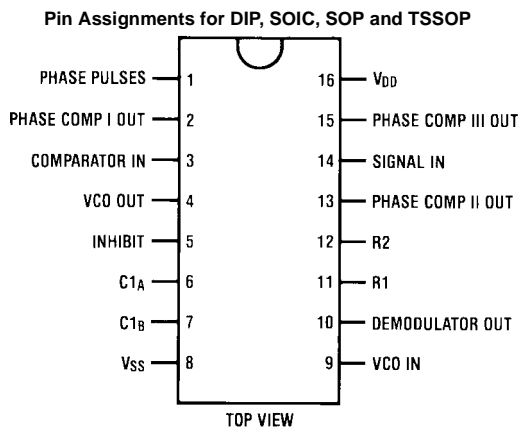 Pin Assignments for DIP, SOIC, SOP and TSSOP
PHASE PULSES 1 16 VDD
PHASE COMP I OUT 2 15 PHASE COMP III OUT
COMPARATOR IN 3 14 SIGNAL IN
VCO OUT 4 13 PHASE COMP II OUT
INHIBIT 5 12 R2
C1A 6 11 R1
C1B 7 10 DEMODULATOR OUT
VSS 8 9 VCO IN
TOP VIEW